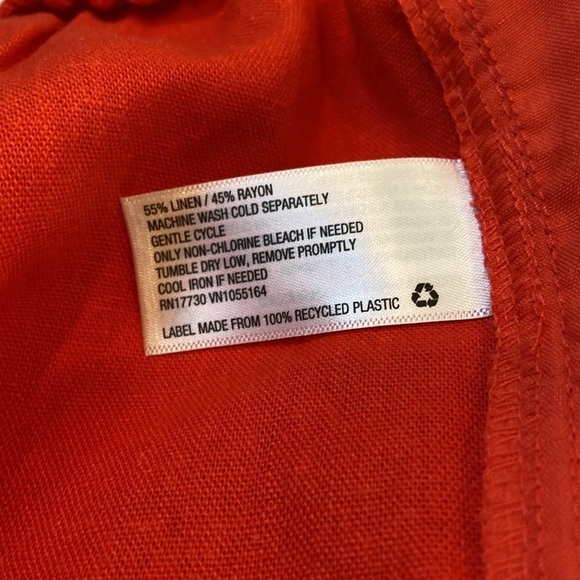 55% LINEN / 45% RAYON
MACHINE WASH COLD SEPARATELY
GENTLE CYCLE
ONLY NON-CHLORINE BLEACH IF NEEDED
TUMBLE DRY LOW, REMOVE PROMPTLY
COOL IRON IF NEEDED
RN17730 VN1055164
LABEL MADE FROM 100% RECYCLED PLASTIC